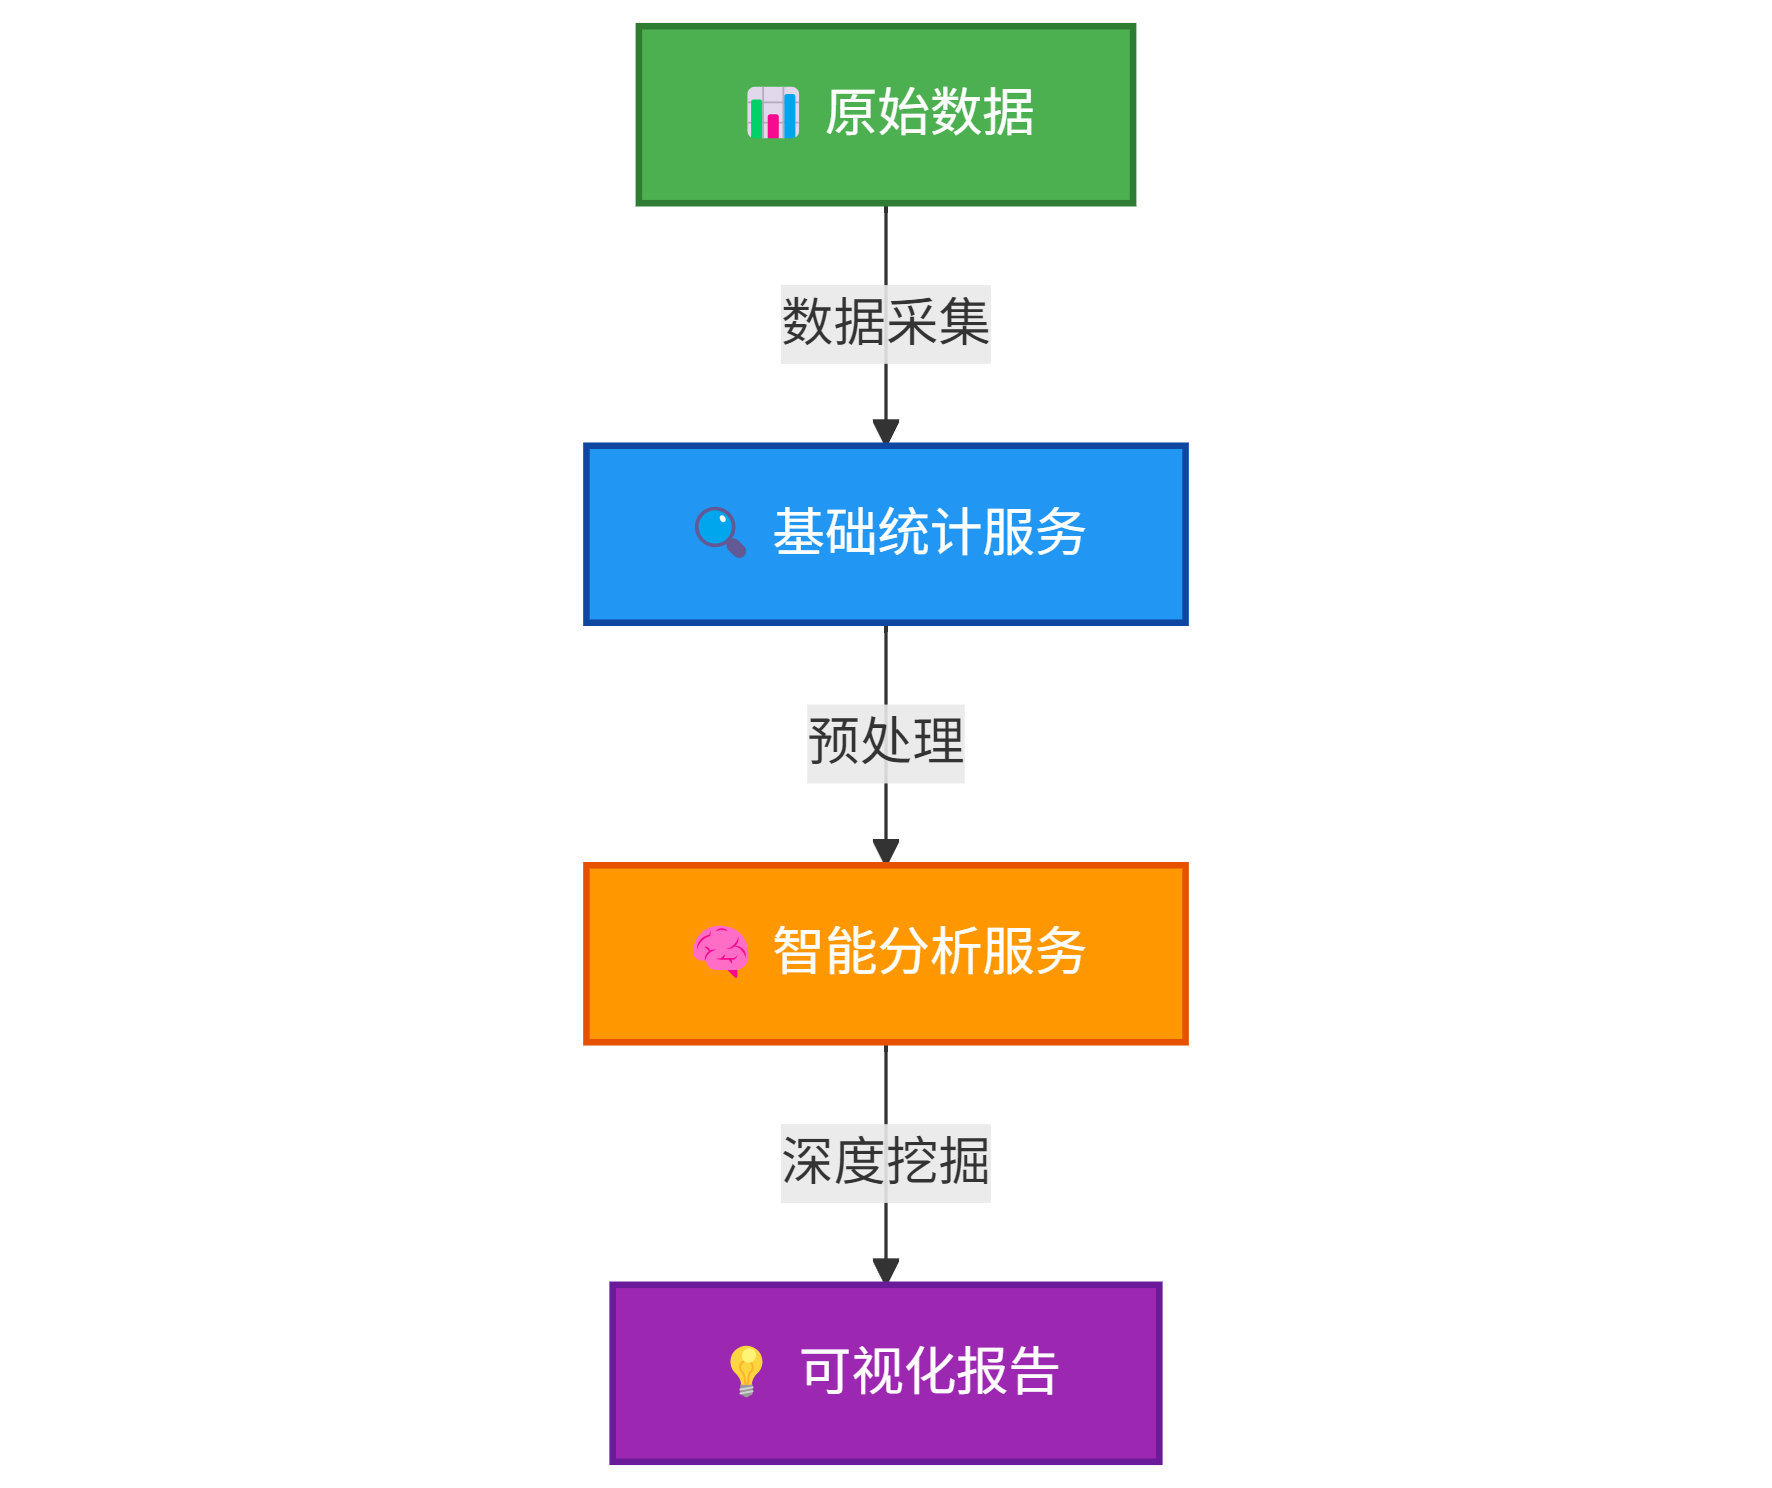 📊 原始数据
数据采集
🔍 基础统计服务
预处理
🧠 智能分析服务
深度挖掘
💡 可视化报告